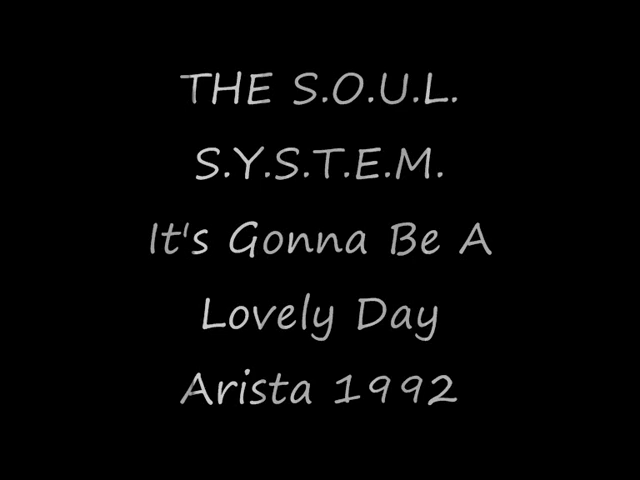 THE S.O.U.L.
S.Y.S.T.E.M.
It's Gonna Be A
Lovely Day
Arista 1992